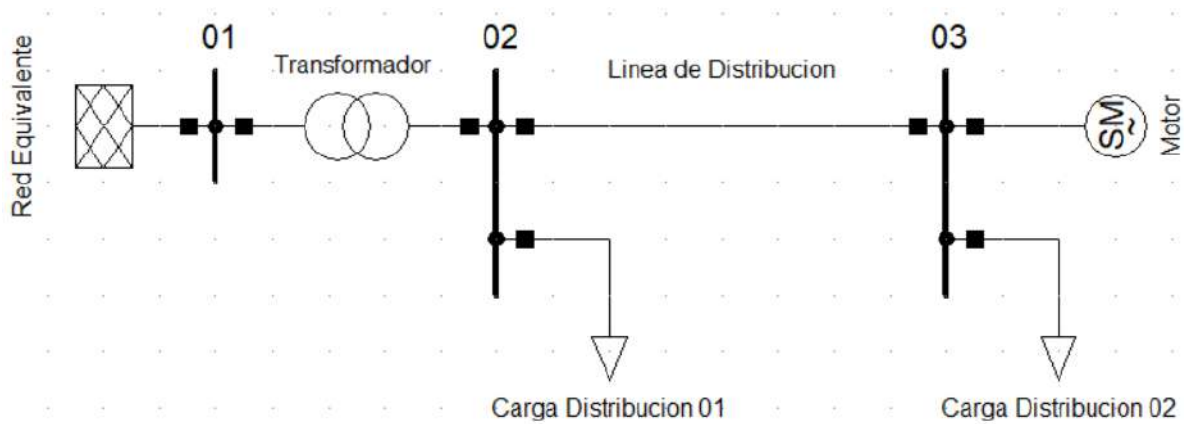 01
02
03
Transformador
Linea de Distribucion
Red Equivalente
SM
~
Motor
Carga Distribucion 01
Carga Distribucion 02